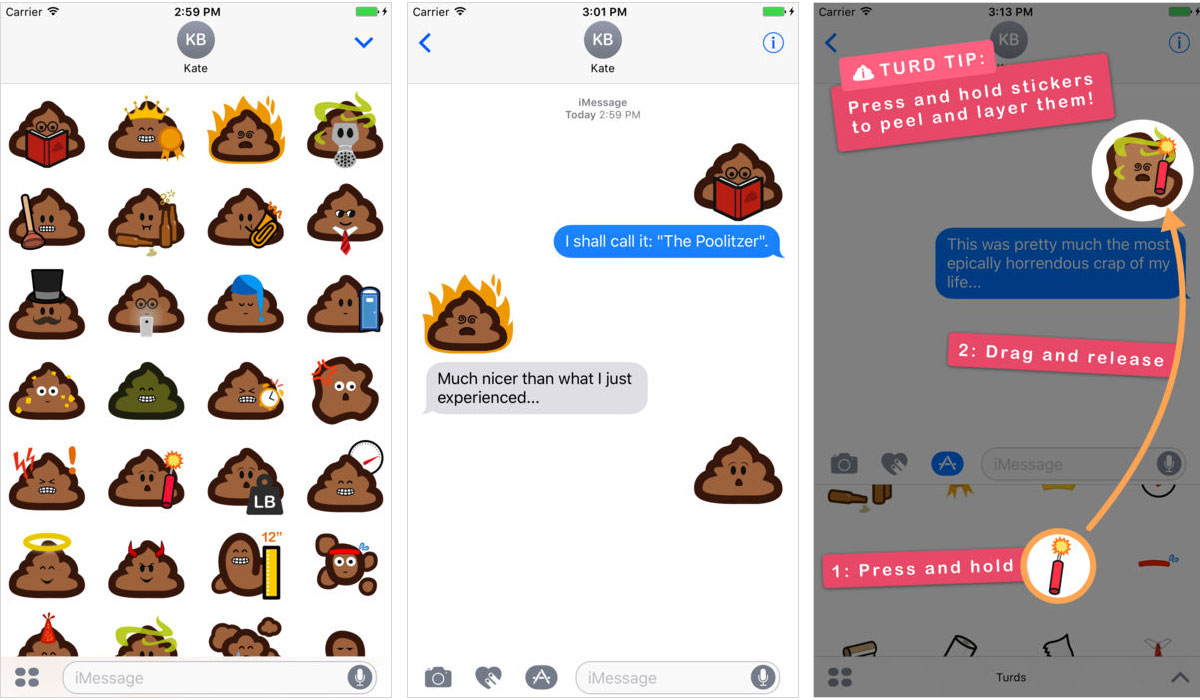 Carrier
2:59 PM
KB
Kate
LB
12"
iMessage
Carrier
3:01 PM
KB
Kate
iMessage
Today 2:59 PM
I shall call it: "The Poolitzer".
Much nicer than what I just
experienced...
iMessage
Carrier
3:13 PM
KB
TURD TIP:
Press and hold stickers
to peel and layer them!
This was pretty much the most
epically horrendous crap of my
life...
2: Drag and release
iMessage
1: Press and hold
Turds